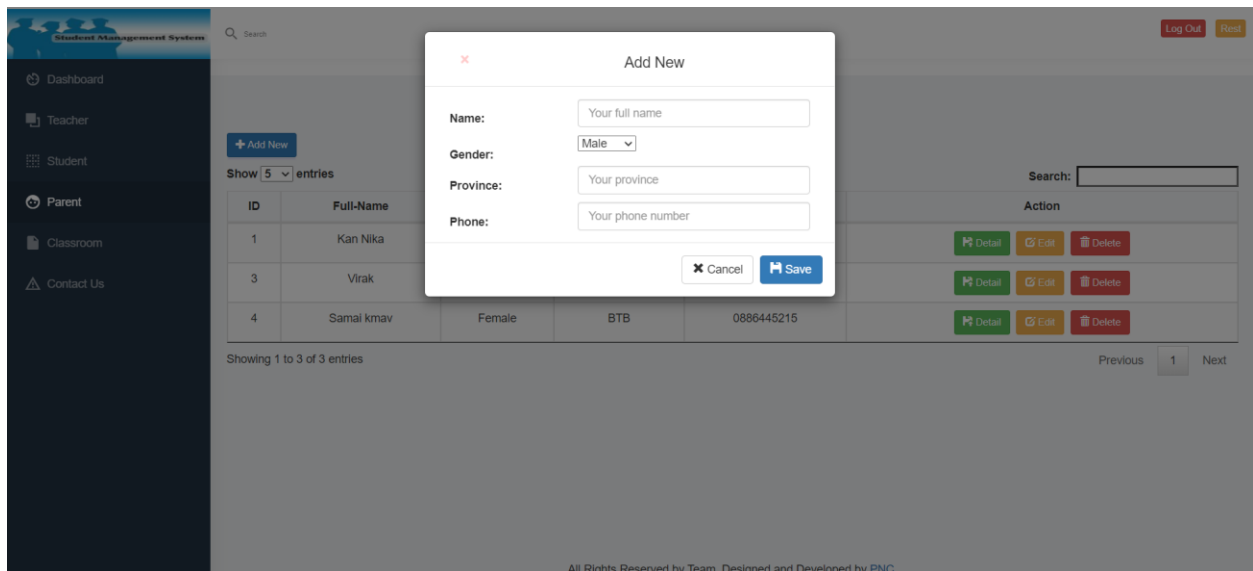 Student Management System
Search
Log Out
Rest
Dashboard
Teacher
Student
Parent
Classroom
Contact Us
Add New
Show 5 entries
Search:
ID Full-Name Action
1 Kan Nika Detail Edit Delete
3 Virak Detail Edit Delete
4 Samai kmav Female BTB 0886445215 Detail Edit Delete
Showing 1 to 3 of 3 entries
Previous 1 Next
Add New
Name: Your full name
Gender: Male
Province: Your province
Phone: Your phone number
Cancel Save
All Rights Reserved by Team. Designed and Developed by PNC